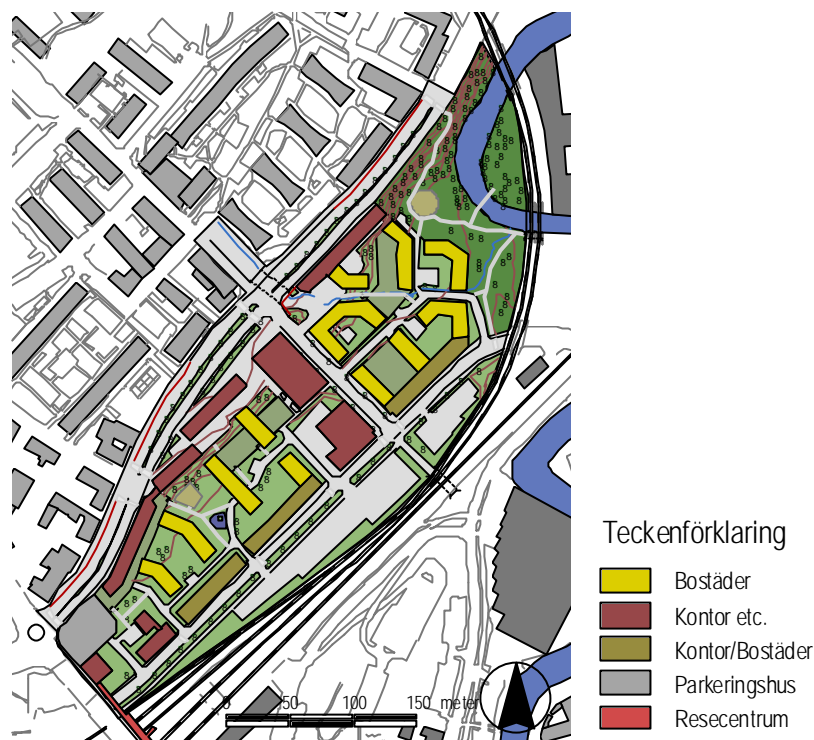 Teckenförklaring
Bostäder
Kontor etc.
Kontor/Bostäder
Parkeringshus
Resecentrum
0 50 100 150 meter